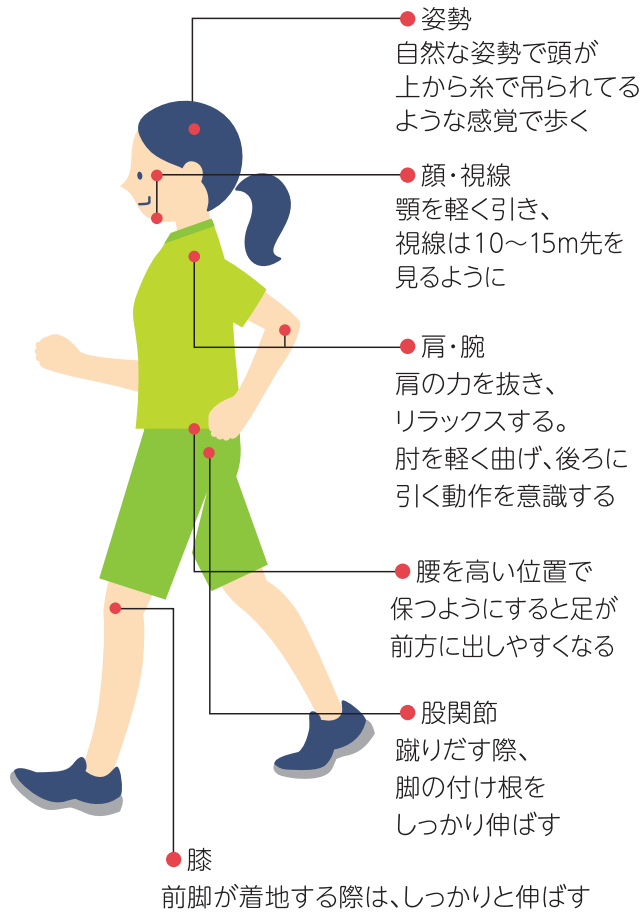 姿勢
自然な姿勢で頭が
上から糸で吊られてる
ような感覚で歩く
顔・視線
顎を軽く引き、
視線は10〜15m先を
見るように
肩・腕
肩の力を抜き、
リラックスする。
肘を軽く曲げ、後ろに
引く動作を意識する
腰を高い位置で
保つようにすると足が
前方に出しやすくなる
股関節
蹴りだす際、
脚の付け根を
しっかり伸ばす
膝
前脚が着地する際は、しっかりと伸ばす